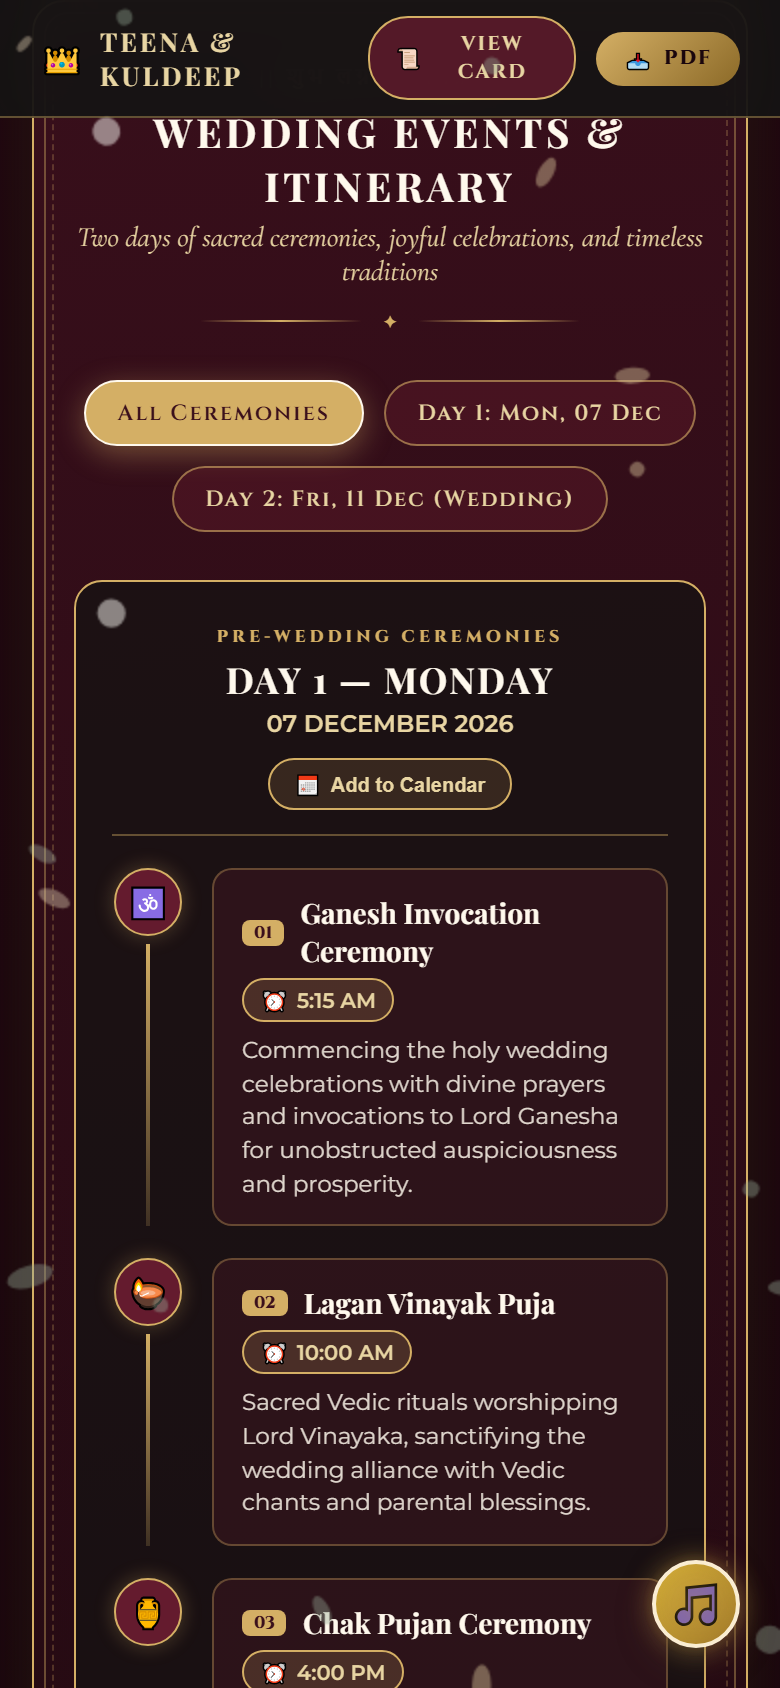 TEENA &
KULDEEP
VIEW
CARD
PDF
WEDDING EVENTS &
ITINERARY
Two days of sacred ceremonies, joyful celebrations, and timeless
traditions
All Ceremonies
Day 1: Mon, 07 Dec
Day 2: Fri, 11 Dec (Wedding)
PRE-WEDDING CEREMONIES
DAY 1 — MONDAY
07 DECEMBER 2026
Add to Calendar
ॐ
01
Ganesh Invocation
Ceremony
5:15 AM
Commencing the holy wedding
celebrations with divine prayers
and invocations to Lord Ganesha
for unobstructed auspiciousness
and prosperity.
02
Lagan Vinayak Puja
10:00 AM
Sacred Vedic rituals worshipping
Lord Vinayaka, sanctifying the
wedding alliance with Vedic
chants and parental blessings.
03
Chak Pujan Ceremony
4:00 PM